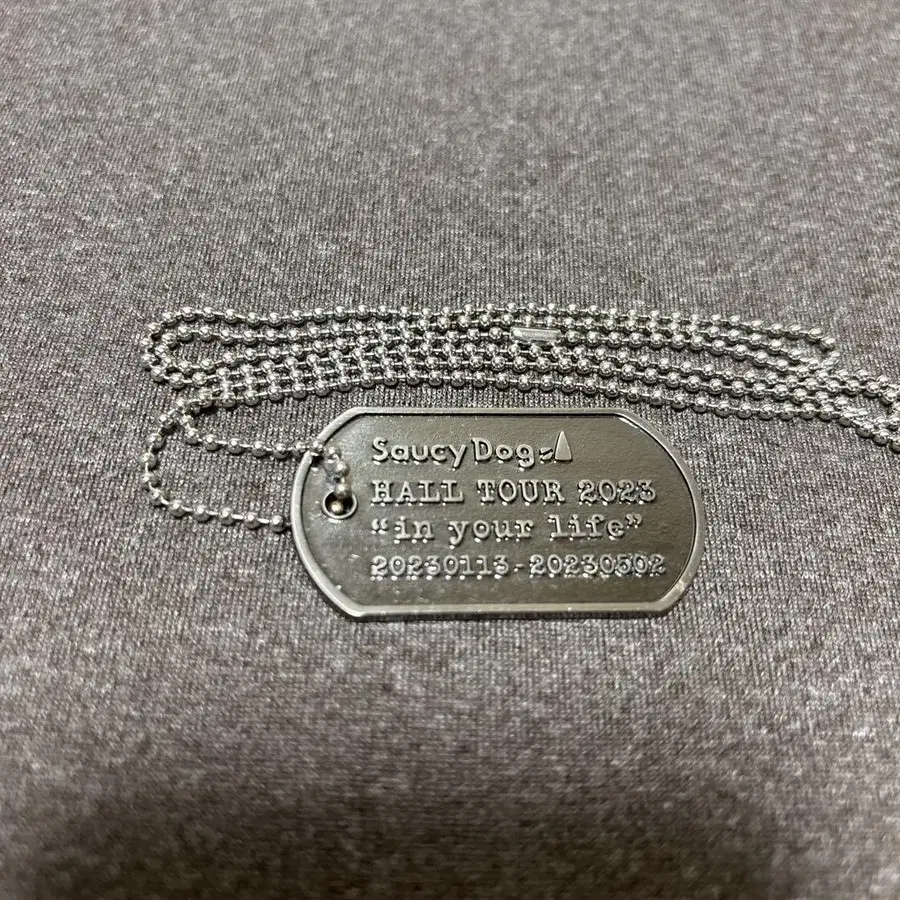 Saucy Dog
HALL TOUR 2023
“in your life”
20230113-20230502